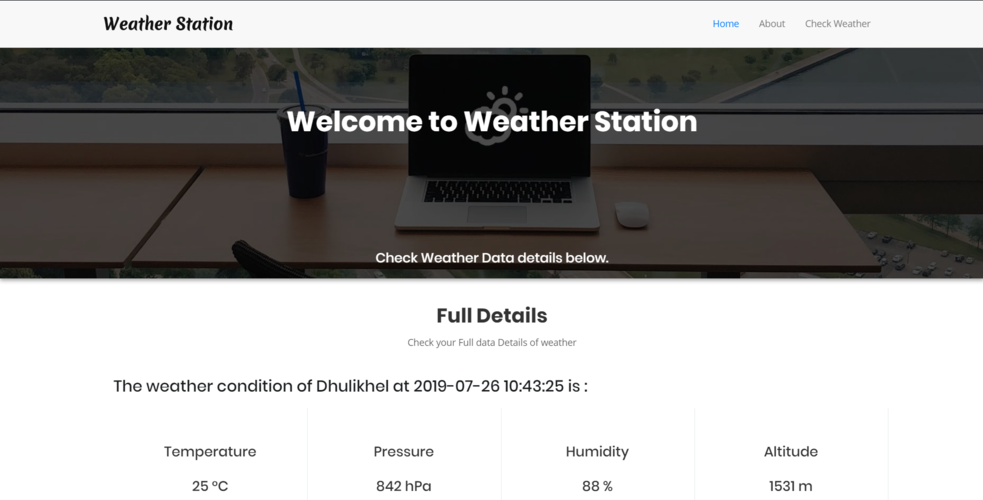 Weather Station
Home About Check Weather
Welcome to Weather Station
Check Weather Data details below.
Full Details
Check your Full data Details of weather
The weather condition of Dhulikhel at 2019-07-26 10:43:25 is :
Temperature Pressure Humidity Altitude
25 °C 842 hPa 88 % 1531 m